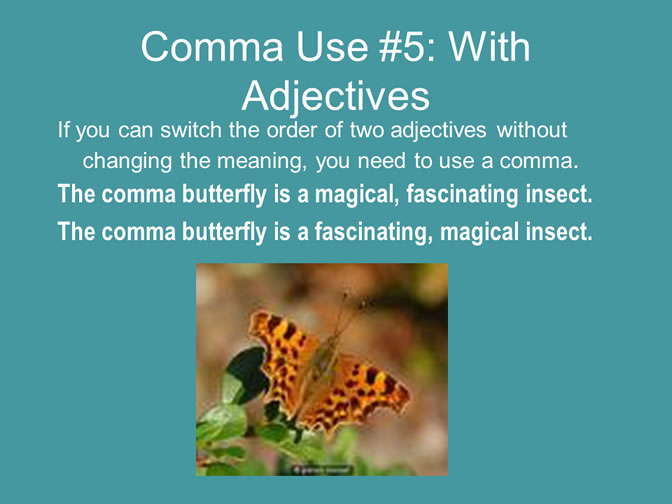 Comma Use #5: With
Adjectives
If you can switch the order of two adjectives without
changing the meaning, you need to use a comma.
The comma butterfly is a magical, fascinating insect.
The comma butterfly is a fascinating, magical insect.